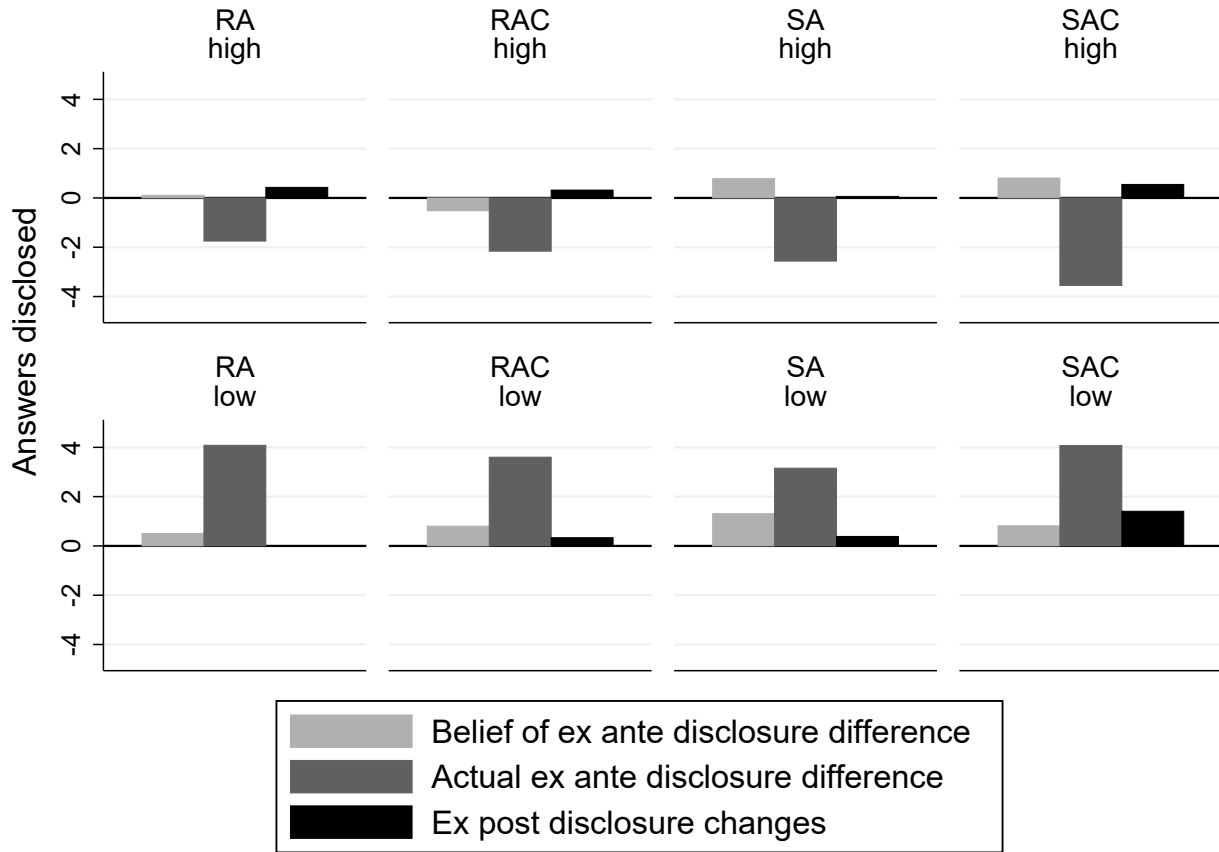 RA RAC SA SAC
high high high high
4
2
0
-2
-4
Answers disclosed
RA RAC SA SAC
low low low low
4
2
0
-2
-4
Belief of ex ante disclosure difference
Actual ex ante disclosure difference
Ex post disclosure changes